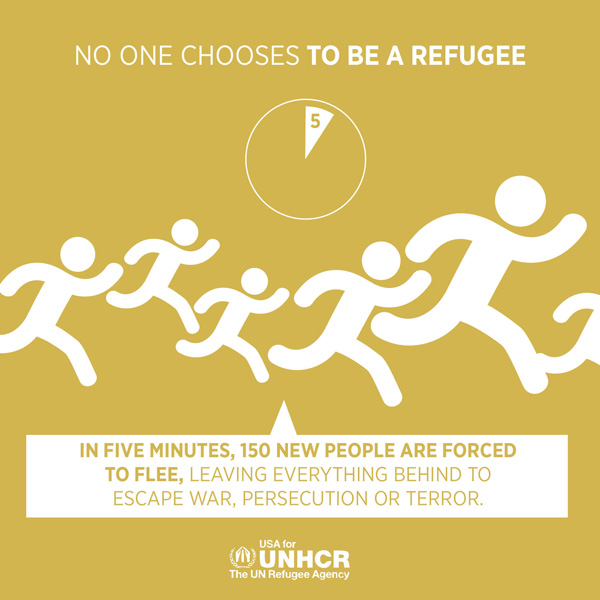 NO ONE CHOOSES TO BE A REFUGEE
5
IN FIVE MINUTES, 150 NEW PEOPLE ARE FORCED
TO FLEE, LEAVING EVERYTHING BEHIND TO
ESCAPE WAR, PERSECUTION OR TERROR.
USA for
UNHCR
The UN Refugee Agency